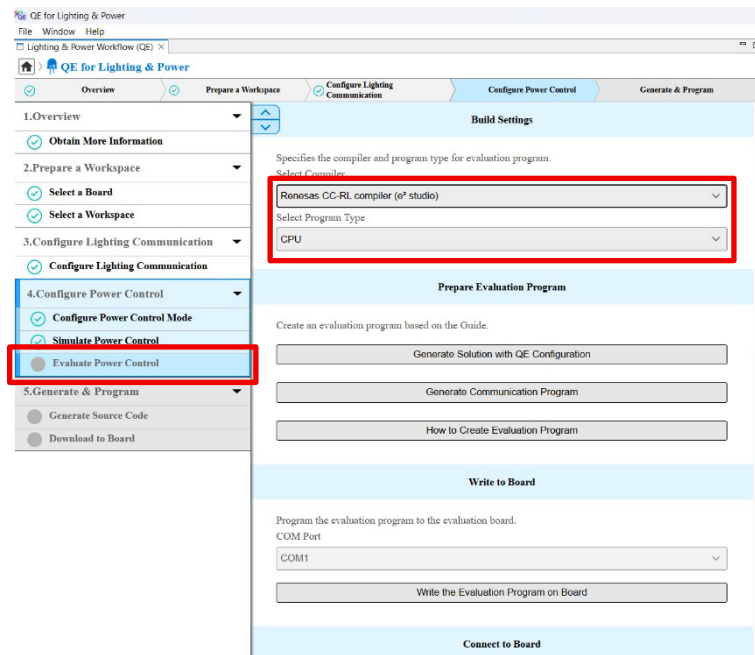 QE for Lighting & Power
File Window Help
Lighting & Power Workflow (QE)
QE for Lighting & Power
Overview
Prepare a Workspace
Configure Lighting
Communication
Configure Power Control
Generate & Program
1.Overview
Obtain More Information
2.Prepare a Workspace
Select a Board
Select a Workspace
3.Configure Lighting Communication
Configure Lighting Communication
4.Configure Power Control
Configure Power Control Mode
Simulate Power Control
Evaluate Power Control
5.Generate & Program
Generate Source Code
Download to Board
Build Settings
Specifies the compiler and program type for evaluation program.
Select Compiler
Renesas CC-RL compiler (e² studio)
Select Program Type
CPU
Prepare Evaluation Program
Create an evaluation program based on the Guide.
Generate Solution with QE Configuration
Generate Communication Program
How to Create Evaluation Program
Write to Board
Program the evaluation program to the evaluation board.
COM Port
COM1
Write the Evaluation Program on Board
Connect to Board